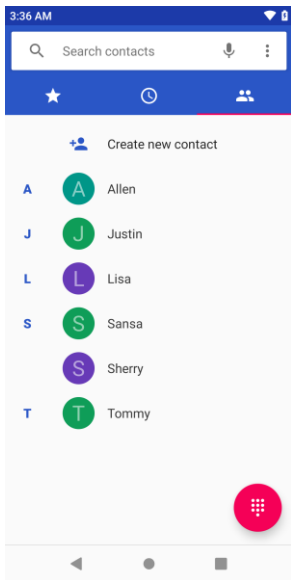 3:36 AM
Search contacts
Create new contact
A A Allen
J J Justin
L L Lisa
S S Sansa
S Sherry
T T Tommy